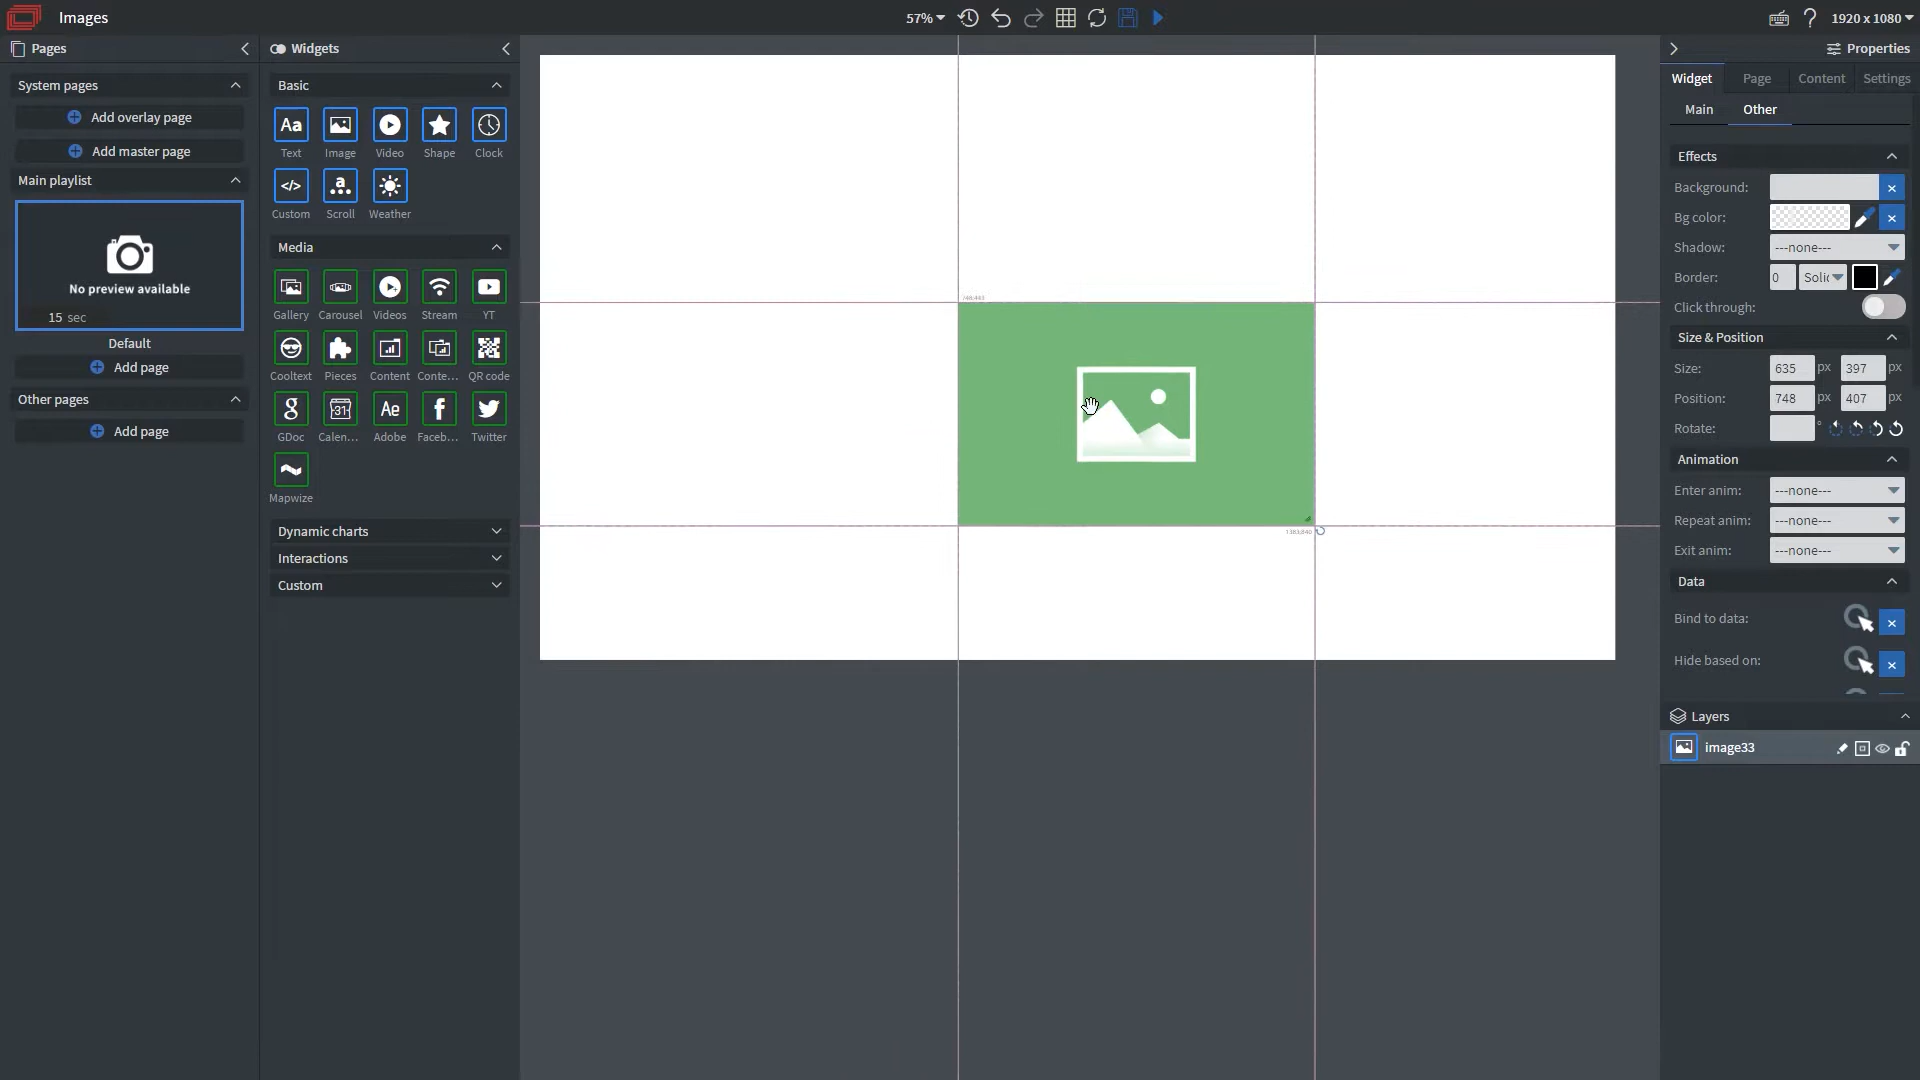 Images
57%
1920 x 1080
Pages
Widgets
Properties
System pages
Add overlay page
Add master page
Main playlist
No preview available
15 sec
Default
Add page
Other pages
Add page
Basic
Aa
Text
Image
Video
Shape
Clock
</>
a
Custom
Scroll
Weather
Media
Gallery
Carousel
Videos
Stream
YT
Cooltext
Pieces
Content
Conte...
QR code
g
31
Ae
f
GDoc
Calen...
Adobe
Faceb...
Twitter
Mapwize
Dynamic charts
Interactions
Custom
Widget
Page
Content
Settings
Main
Other
Effects
Background:
Bg color:
Shadow: ---none---
Border: 0 Solic
Click through:
Size & Position
Size: 635 px 397 px
Position: 748 px 407 px
Rotate: °
Animation
Enter anim: ---none---
Repeat anim: ---none---
Exit anim: ---none---
Data
Bind to data:
Hide based on:
Layers
image33